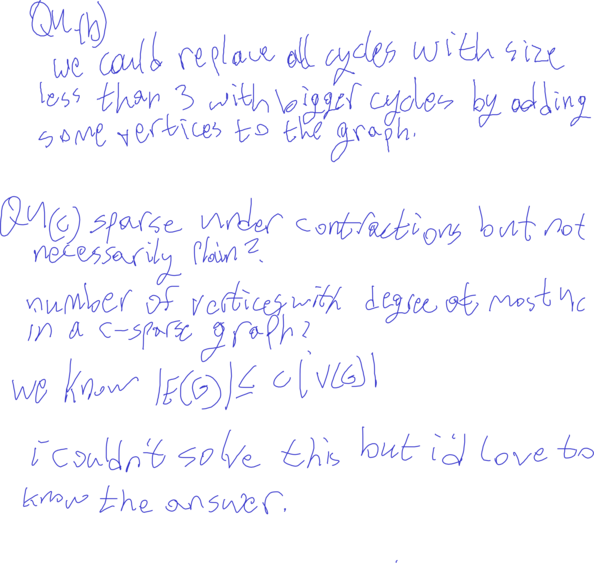 Q4(b)
we could replace all cycles with size
less than 3 with bigger cycles by adding
some vertices to the graph.
Q4(c) sparse under contractions but not
necessarily plain?
number of vertices with degree at most 4c
in a c-sparse graph?
we know |E(G)| ≤ c|V(G)|
i couldn't solve this but i'd love to
know the answer.